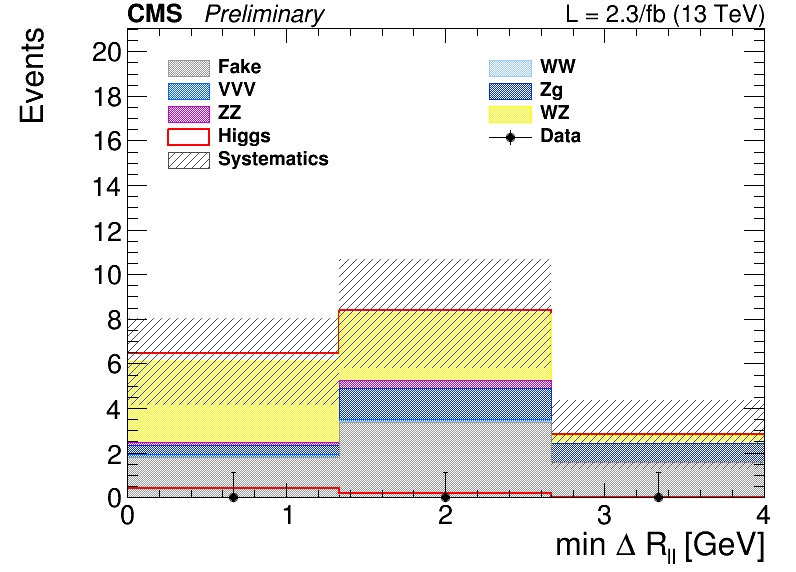 CMS Preliminary L = 2.3/fb (13 TeV)
Events
20
18
16
14
12
10
8
6
4
2
0
Fake
VVV
ZZ
Higgs
Systematics
WW
Zg
WZ
Data
0 1 2 3 4
min Δ R_ll [GeV]